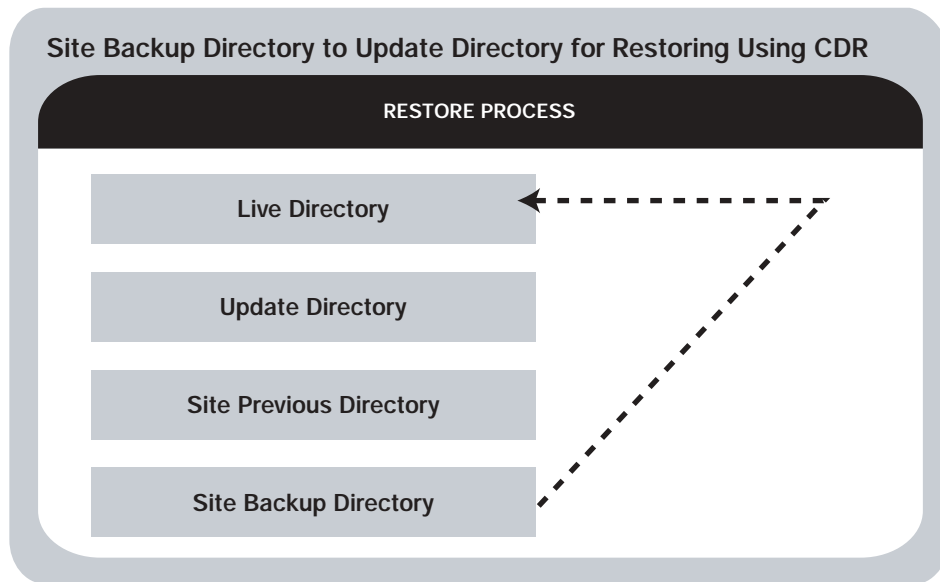 Site Backup Directory to Update Directory for Restoring Using CDR
RESTORE PROCESS
Live Directory
Update Directory
Site Previous Directory
Site Backup Directory